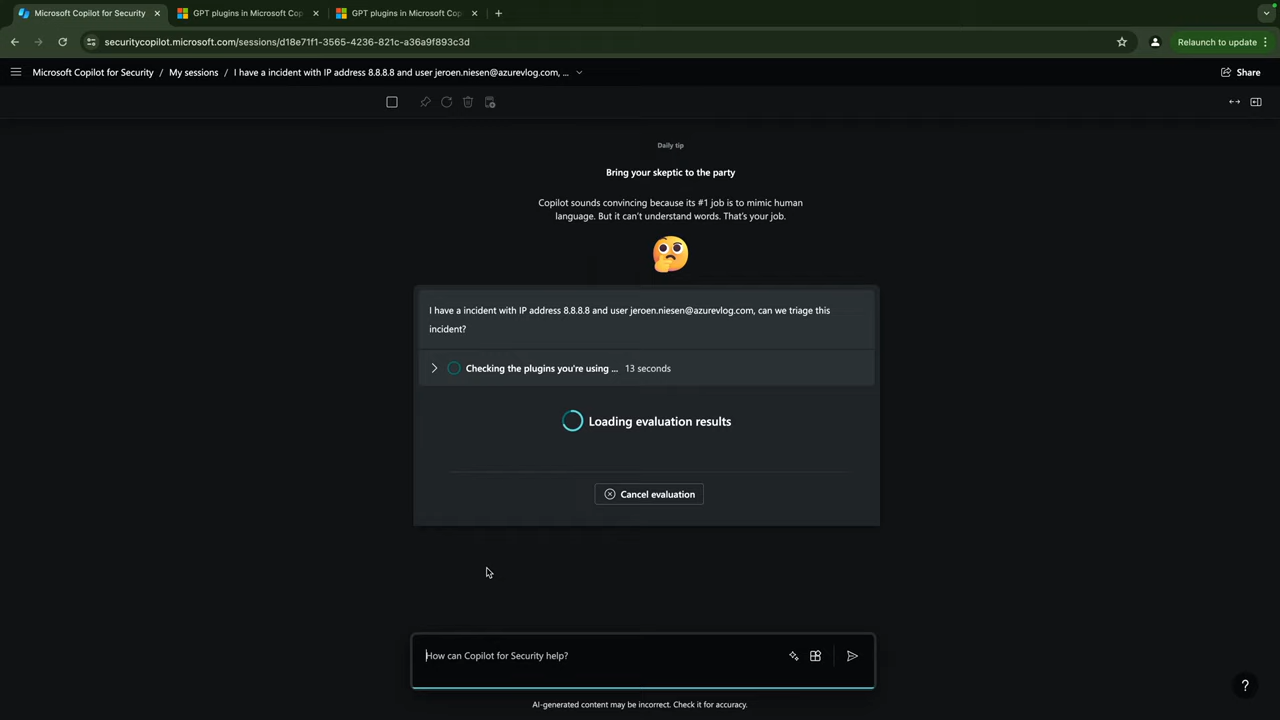 Microsoft Copilot for Security
GPT plugins in Microsoft Cop
GPT plugins in Microsoft Cop
securitycopilot.microsoft.com/sessions/d18e71f1-3565-4236-821c-a36a9f893c3d
Relaunch to update
Microsoft Copilot for Security / My sessions / I have a incident with IP address 8.8.8.8 and user jeroen.niesen@azurevlog.com, ...
Share
Daily tip
Bring your skeptic to the party
Copilot sounds convincing because its #1 job is to mimic human
language. But it can't understand words. That's your job.
I have a incident with IP address 8.8.8.8 and user jeroen.niesen@azurevlog.com, can we triage this
incident?
Checking the plugins you're using ... 13 seconds
Loading evaluation results
Cancel evaluation
How can Copilot for Security help?
AI-generated content may be incorrect. Check it for accuracy.
?